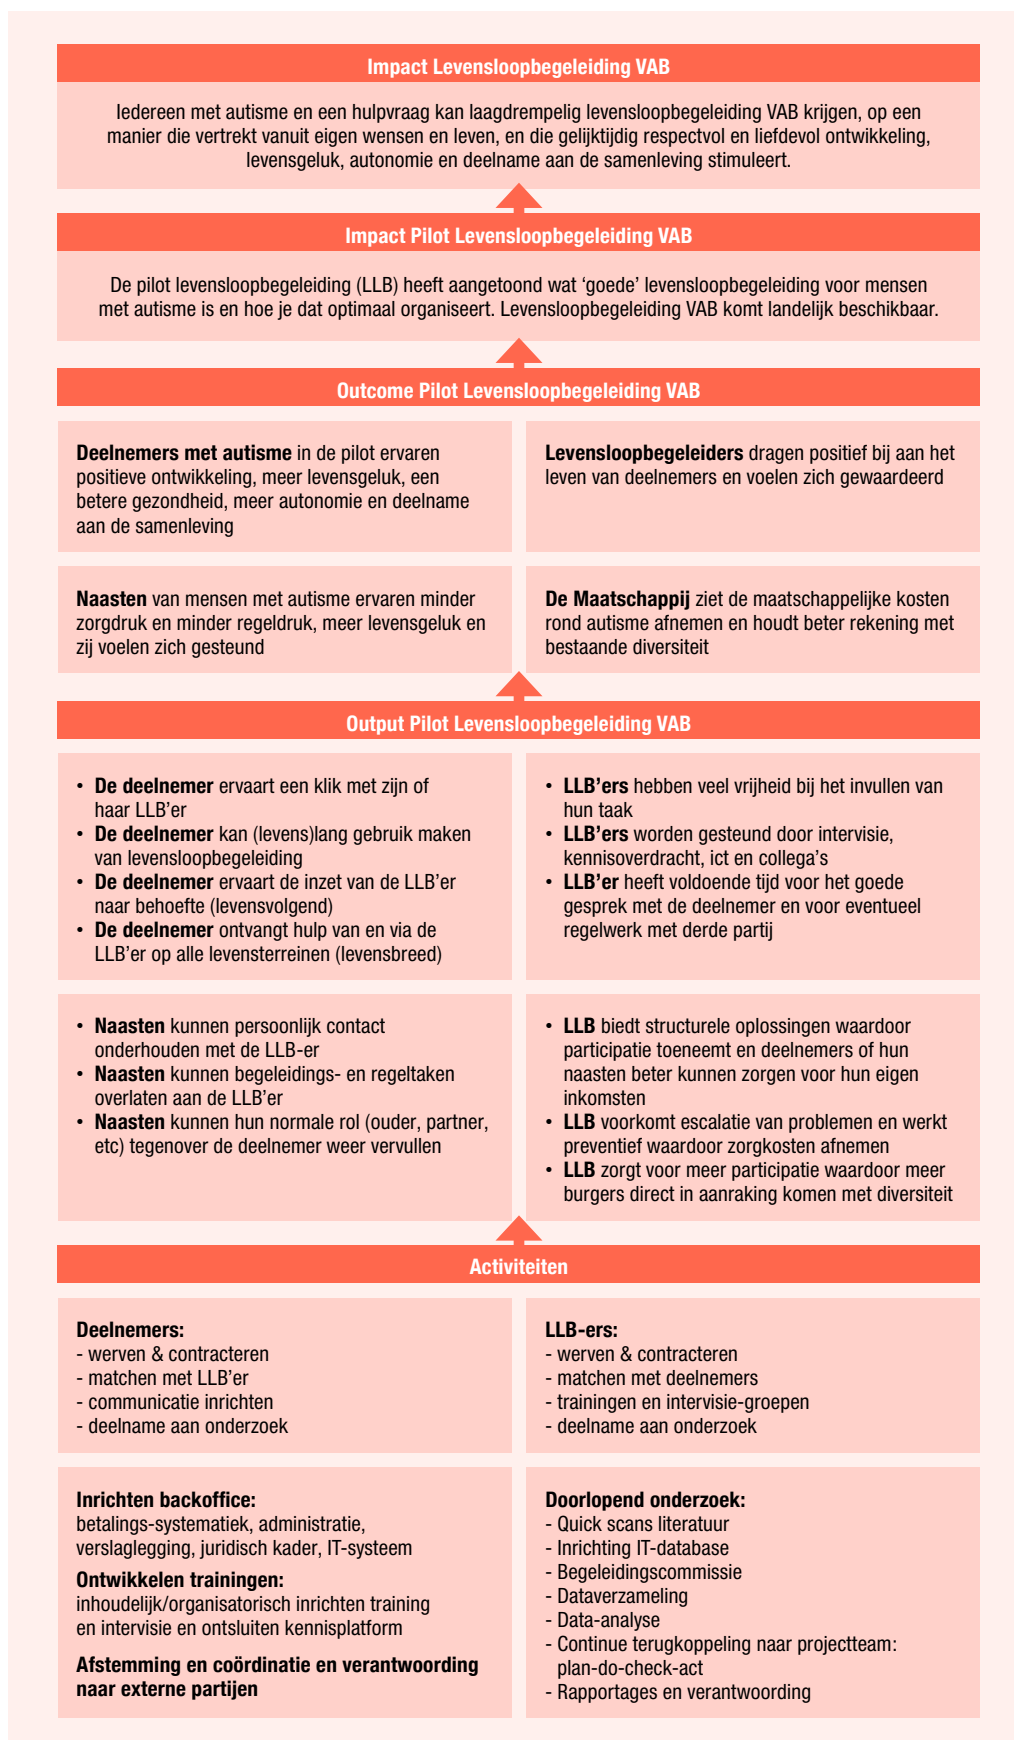 Impact Levensloopbegeleiding VAB
Iedereen met autisme en een hulpvraag kan laagdrempelig levensloopbegeleiding VAB krijgen, op een
manier die vertrekt vanuit eigen wensen en leven, en die gelijktijdig respectvol en liefdevol ontwikkeling,
levensgeluk, autonomie en deelname aan de samenleving stimuleert.
Impact Pilot Levensloopbegeleiding VAB
De pilot levensloopbegeleiding (LLB) heeft aangetoond wat ‘goede’ levensloopbegeleiding voor mensen
met autisme is en hoe je dat optimaal organiseert. Levensloopbegeleiding VAB komt landelijk beschikbaar.
Outcome Pilot Levensloopbegeleiding VAB
Deelnemers met autisme in de pilot ervaren
positieve ontwikkeling, meer levensgeluk, een
betere gezondheid, meer autonomie en deelname
aan de samenleving
Levensloopbegeleiders dragen positief bij aan het
leven van deelnemers en voelen zich gewaardeerd
Naasten van mensen met autisme ervaren minder
zorgdruk en minder regeldruk, meer levensgeluk en
zij voelen zich gesteund
De Maatschappij ziet de maatschappelijke kosten
rond autisme afnemen en houdt beter rekening met
bestaande diversiteit
Output Pilot Levensloopbegeleiding VAB
• De deelnemer ervaart een klik met zijn of
haar LLB’er
• De deelnemer kan (levens)lang gebruik maken
van levensloopbegeleiding
• De deelnemer ervaart de inzet van de LLB’er
naar behoefte (levensvolgend)
• De deelnemer ontvangt hulp van en via de
LLB’er op alle levensterreinen (levensbreed)
• LLB’ers hebben veel vrijheid bij het invullen van
hun taak
• LLB’ers worden gesteund door intervisie,
kennisoverdracht, ict en collega’s
• LLB’er heeft voldoende tijd voor het goede
gesprek met de deelnemer en voor eventueel
regelwerk met derde partij
• Naasten kunnen persoonlijk contact
onderhouden met de LLB-er
• Naasten kunnen begeleidings- en regeltaken
overlaten aan de LLB’er
• Naasten kunnen hun normale rol (ouder, partner,
etc) tegenover de deelnemer weer vervullen
• LLB biedt structurele oplossingen waardoor
participatie toeneemt en deelnemers of hun
naasten beter kunnen zorgen voor hun eigen
inkomsten
• LLB voorkomt escalatie van problemen en werkt
preventief waardoor zorgkosten afnemen
• LLB zorgt voor meer participatie waardoor meer
burgers direct in aanraking komen met diversiteit
Activiteiten
Deelnemers:
- werven & contracteren
- matchen met LLB’er
- communicatie inrichten
- deelname aan onderzoek
LLB-ers:
- werven & contracteren
- matchen met deelnemers
- trainingen en intervisie-groepen
- deelname aan onderzoek
Inrichten backoffice:
betalings-systematiek, administratie,
verslaglegging, juridisch kader, IT-systeem
Ontwikkelen trainingen:
inhoudelijk/organisatorisch inrichten training
en intervisie en ontsluiten kennisplatform
Afstemming en coördinatie en verantwoording
naar externe partijen
Doorlopend onderzoek:
- Quick scans literatuur
- Inrichting IT-database
- Begeleidingscommissie
- Dataverzameling
- Data-analyse
- Continue terugkoppeling naar projectteam:
plan-do-check-act
- Rapportages en verantwoording